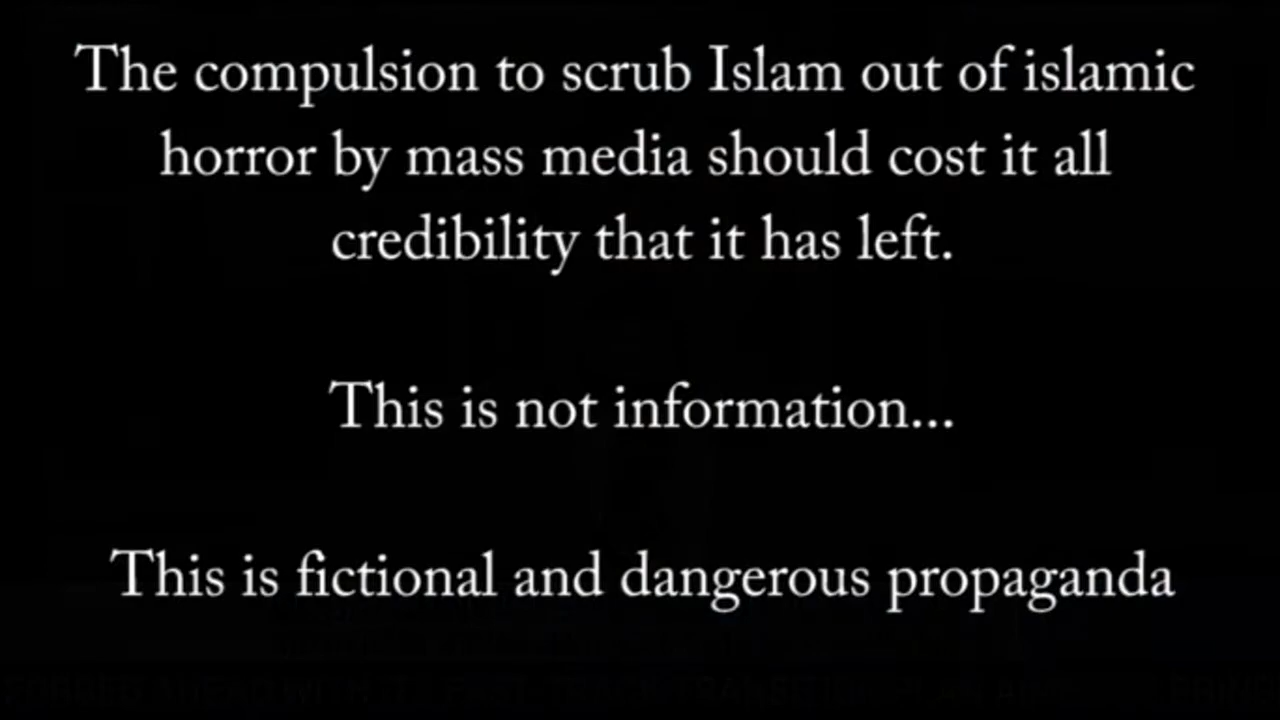 The compulsion to scrub Islam out of islamic
horror by mass media should cost it all
credibility that it has left.
This is not information...
This is fictional and dangerous propaganda